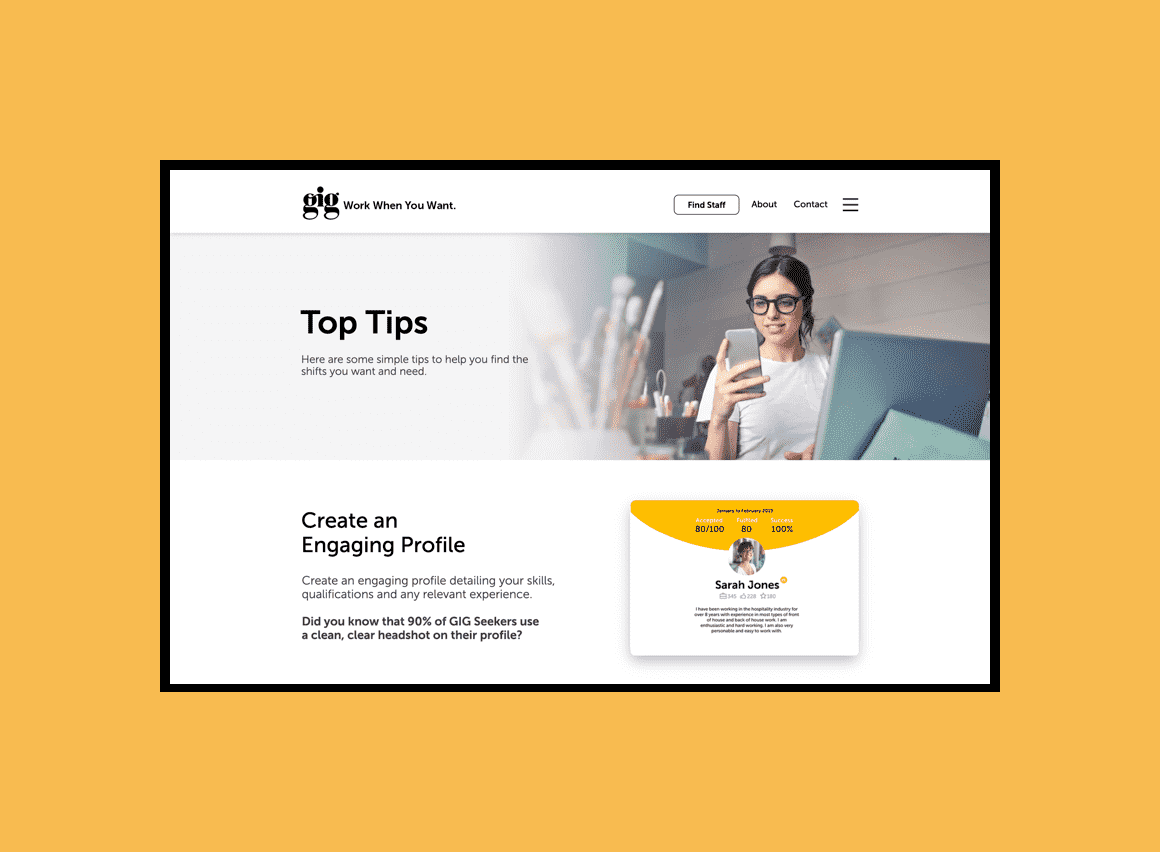 gig Work When You Want.
Find Staff About Contact
Top Tips
Here are some simple tips to help you find the
shifts you want and need.
Create an
Engaging Profile
Create an engaging profile detailing your skills,
qualifications and any relevant experience.
Did you know that 90% of GIG Seekers use
a clean, clear headshot on their profile?
January to February 2023
Accepted Fulfilled Success
80/100 80 100%
Sarah Jones
345 228 180
I have been working in the hospitality industry for
over 8 years with experience in most types of front
of house and back of house work. I am
enthusiastic and hard working. I am also very
personable and easy to work with.